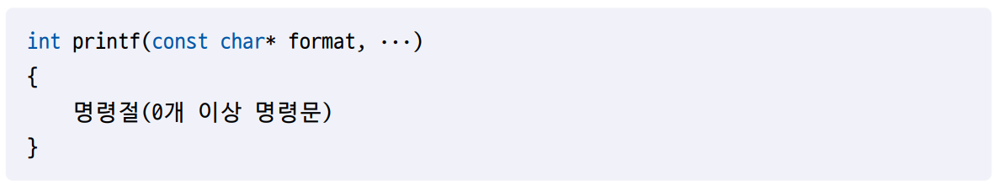 int printf(const char* format, ···)
{
명령절(0개 이상 명령문)
}